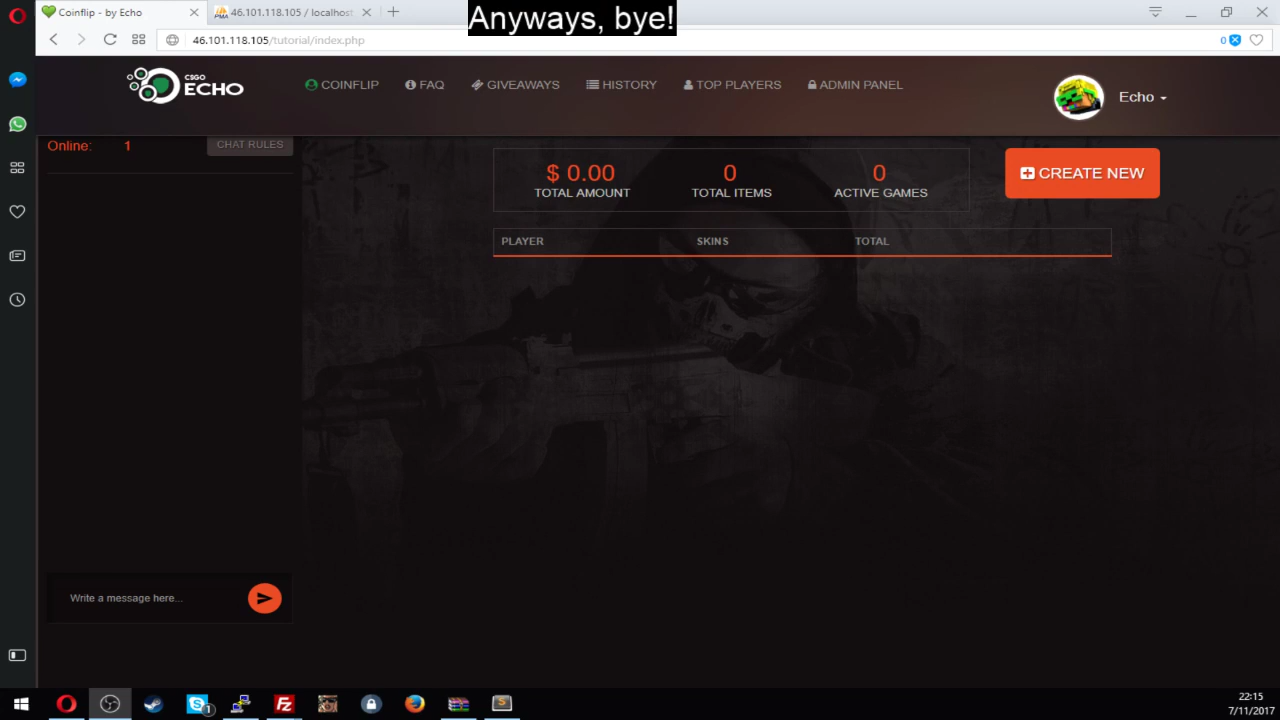 Coinflip - by Echo
46.101.118.105 / localhost
Anyways, bye!
46.101.118.105/tutorial/index.php
0
CSGO
ECHO
COINFLIP
FAQ
GIVEAWAYS
HISTORY
TOP PLAYERS
ADMIN PANEL
Echo
Online: 1
CHAT RULES
$ 0.00
TOTAL AMOUNT
0
TOTAL ITEMS
0
ACTIVE GAMES
CREATE NEW
PLAYER SKINS TOTAL
Write a message here...
22:15
7/11/2017